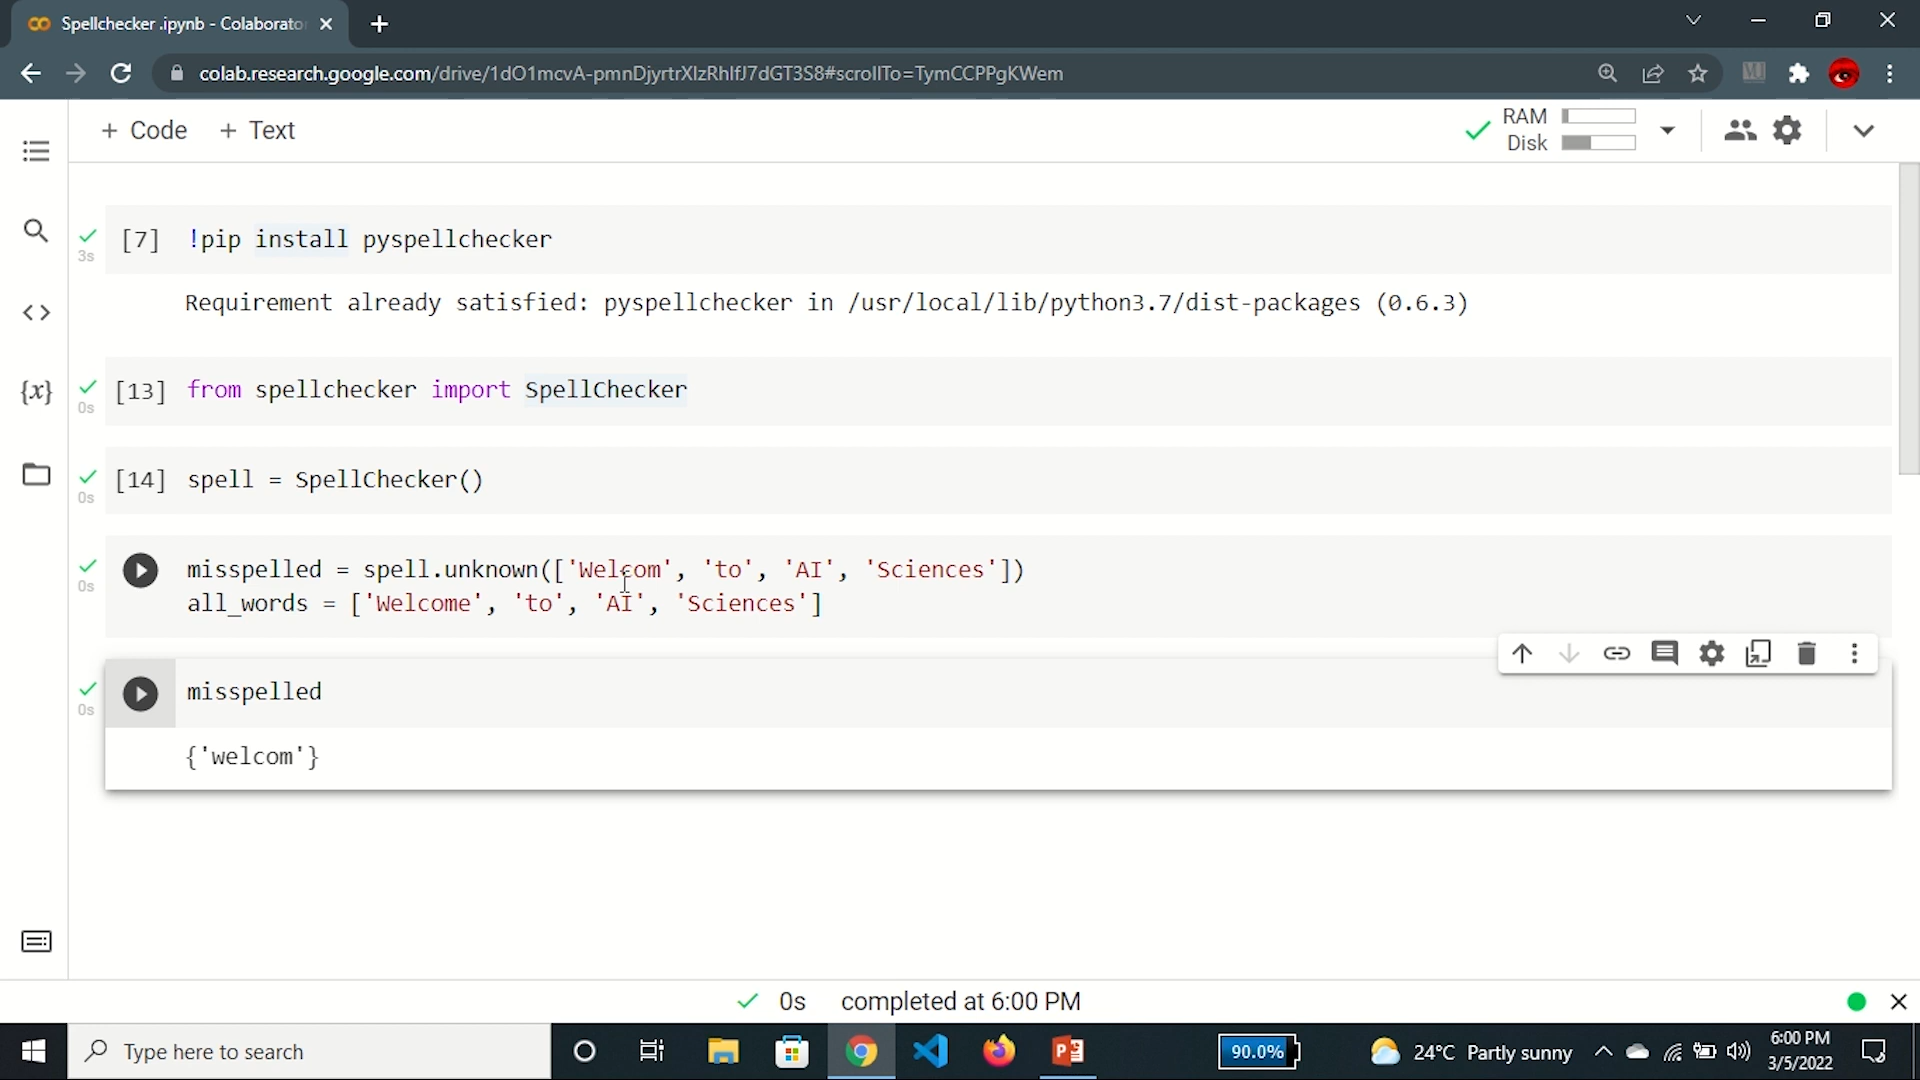 Spellchecker .ipynb - Colaborato
colab.research.google.com/drive/1dO1mcvA-pmnDjyrtrXIzRhIfJ7dGT3S8#scrollTo=TymCCPPgKWem
+ Code + Text
RAM
Disk
[7] !pip install pyspellchecker
3s
Requirement already satisfied: pyspellchecker in /usr/local/lib/python3.7/dist-packages (0.6.3)
[13] from spellchecker import SpellChecker
0s
[14] spell = SpellChecker()
0s
misspelled = spell.unknown(['Welcom', 'to', 'AI', 'Sciences'])
0s
all_words = ['Welcome', 'to', 'AI', 'Sciences']
misspelled
0s
{'welcom'}
0s completed at 6:00 PM
Type here to search
90.0%
24°C Partly sunny
6:00 PM
3/5/2022